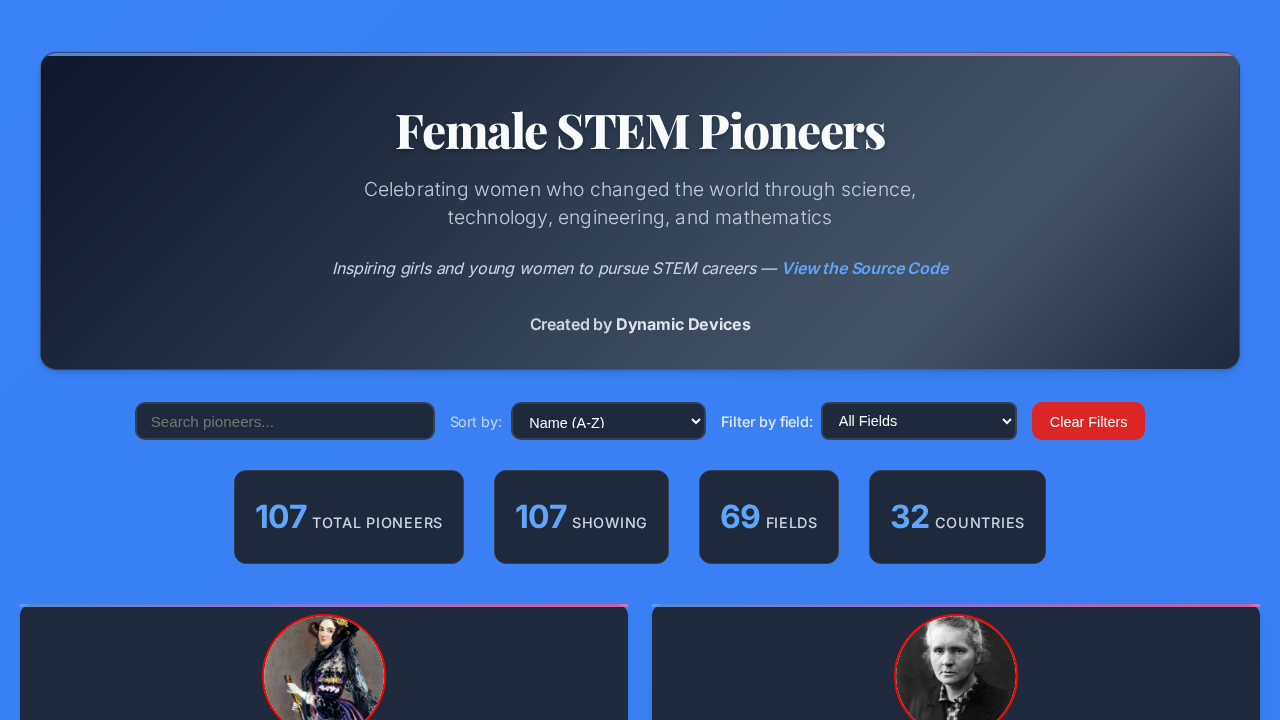 Female STEM Pioneers
Celebrating women who changed the world through science,
technology, engineering, and mathematics
Inspiring girls and young women to pursue STEM careers — View the Source Code
Created by Dynamic Devices
Search pioneers... Sort by: Name (A-Z) Filter by field: All Fields Clear Filters
107 TOTAL PIONEERS 107 SHOWING 69 FIELDS 32 COUNTRIES